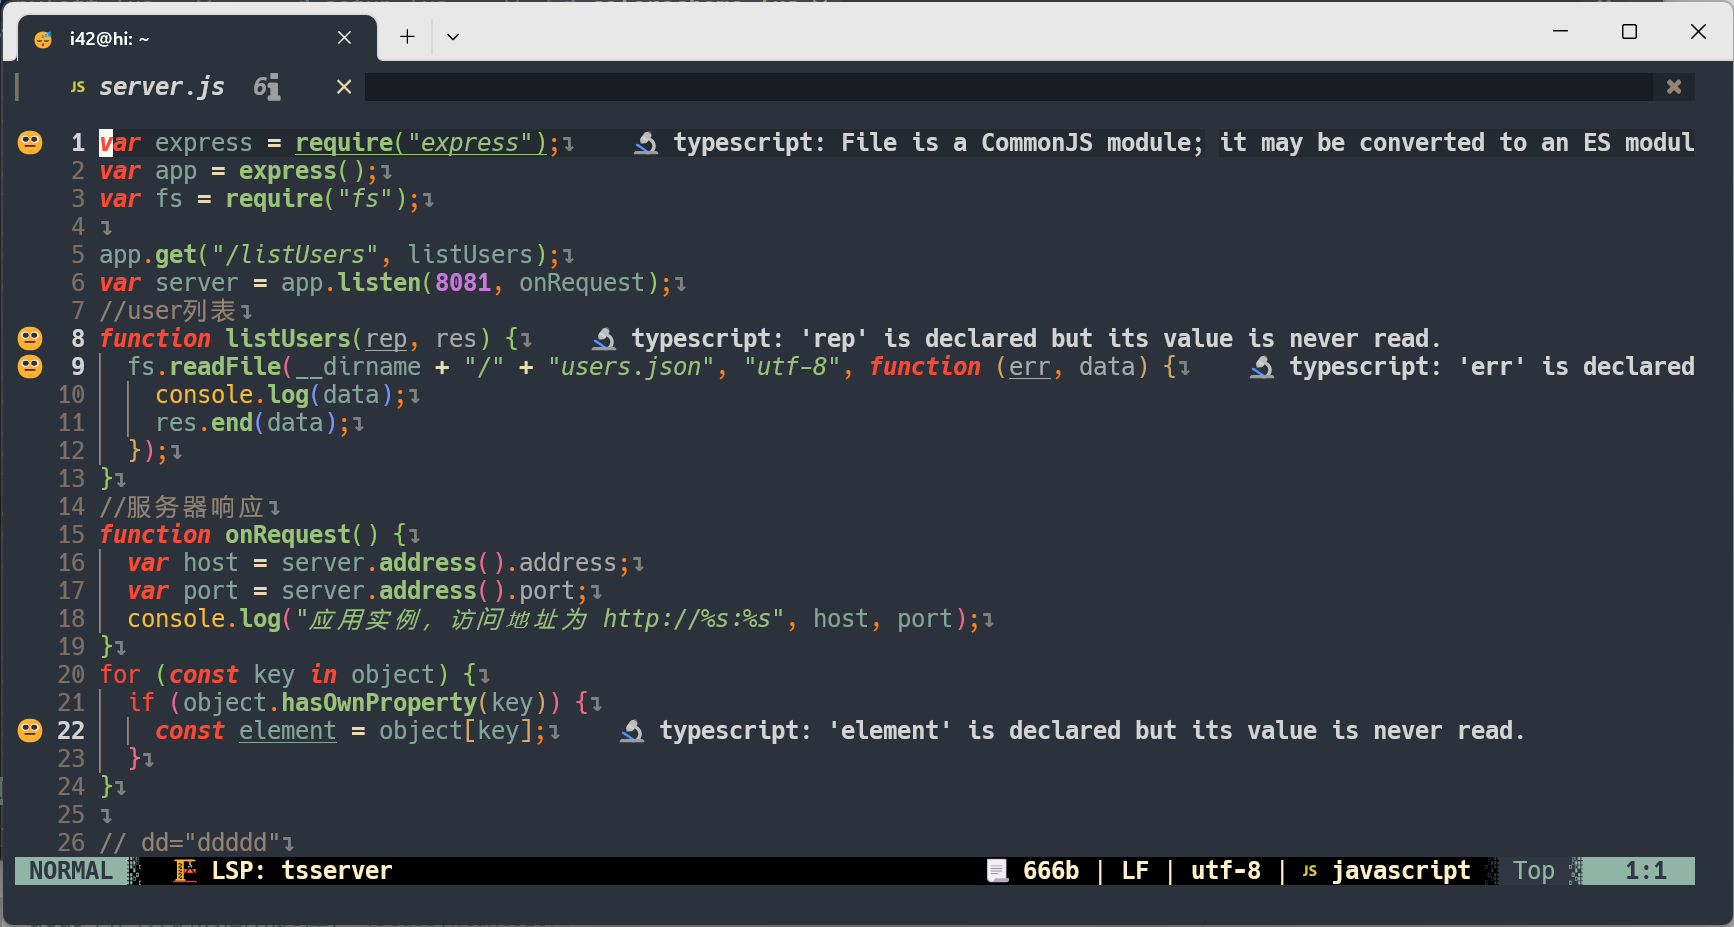 i42@hi: ~
JS server.js 6i
1 var express = require("express"); typescript: File is a CommonJS module; it may be converted to an ES modul
2 var app = express();
3 var fs = require("fs");
4
5 app.get("/listUsers", listUsers);
6 var server = app.listen(8081, onRequest);
7 //user列表
8 function listUsers(rep, res) { typescript: 'rep' is declared but its value is never read.
9 fs.readFile(__dirname + "/" + "users.json", "utf-8", function (err, data) { typescript: 'err' is declared
10 console.log(data);
11 res.end(data);
12 });
13 }
14 //服务器响应
15 function onRequest() {
16 var host = server.address().address;
17 var port = server.address().port;
18 console.log("应用实例, 访问地址为 http://%s:%s", host, port);
19 }
20 for (const key in object) {
21 if (object.hasOwnProperty(key)) {
22 const element = object[key]; typescript: 'element' is declared but its value is never read.
23 }
24 }
25
26 // dd="ddddd"
NORMAL LSP: tsserver 666b | LF | utf-8 | JS javascript Top 1:1